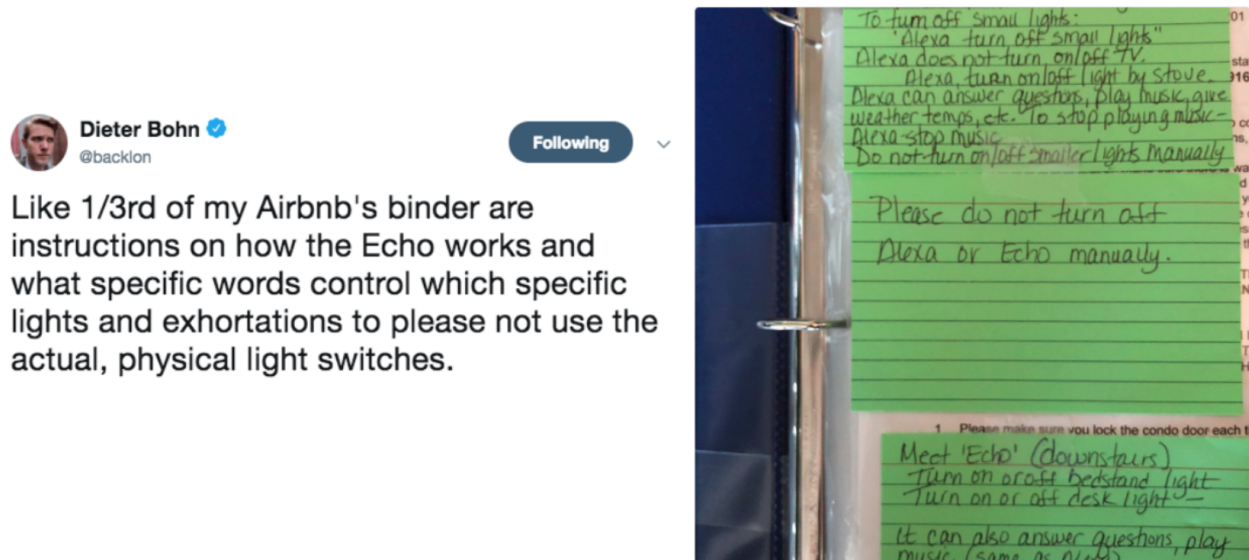 Dieter Bohn
@backlon
Following
Like 1/3rd of my Airbnb's binder are
instructions on how the Echo works and
what specific words control which specific
lights and exhortations to please not use the
actual, physical light switches.
To turn off small lights:
"Alexa turn off small lights"
Alexa does not turn on/off TV.
Alexa, turn on/off light by stove.
Alexa can answer questions, play music, give
weather temps, etc. To stop playing music-
Alexa stop music
Do not turn on/off smaller lights manually
Please do not turn off
Alexa or Echo manually.
1 Please make sure you lock the condo door each t
Meet 'Echo' (downstairs)
Turn on or off bedstand light
Turn on or off desk light -
It can also answer questions, play
music. (same as